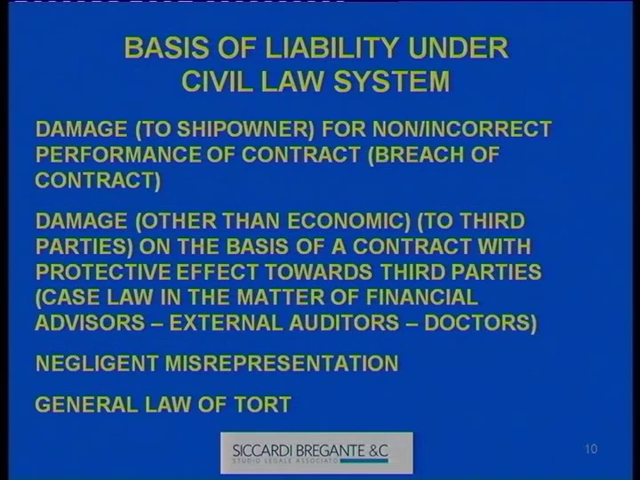 BASIS OF LIABILITY UNDER
CIVIL LAW SYSTEM
DAMAGE (TO SHIPOWNER) FOR NON/INCORRECT
PERFORMANCE OF CONTRACT (BREACH OF
CONTRACT)
DAMAGE (OTHER THAN ECONOMIC) (TO THIRD
PARTIES) ON THE BASIS OF A CONTRACT WITH
PROTECTIVE EFFECT TOWARDS THIRD PARTIES
(CASE LAW IN THE MATTER OF FINANCIAL
ADVISORS – EXTERNAL AUDITORS – DOCTORS)
NEGLIGENT MISREPRESENTATION
GENERAL LAW OF TORT
SICCARDI BREGANTE &C
STUDIO LEGALE ASSOCIATO
10